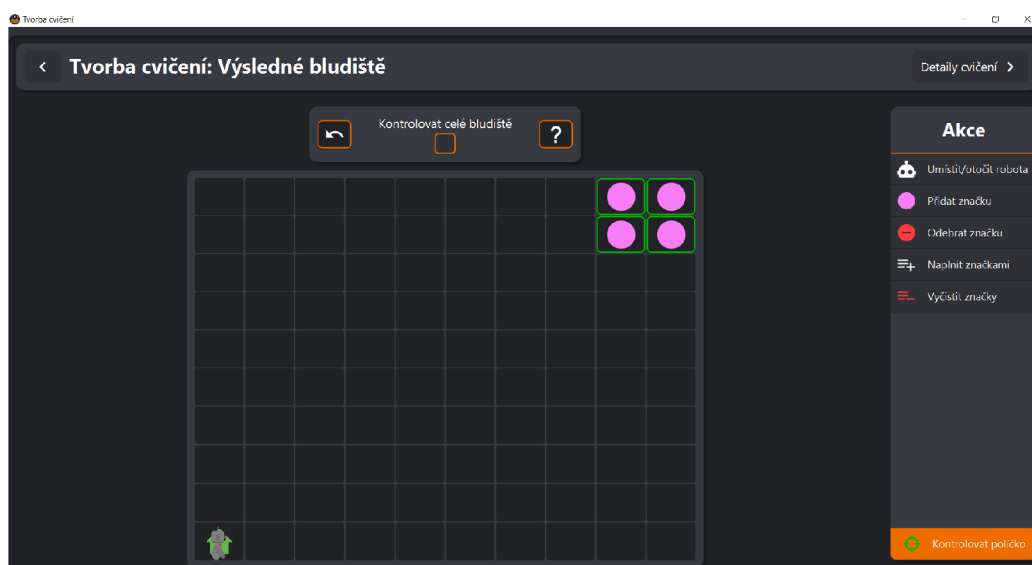 Tvorba cvičení
Tvorba cvičení: Výsledné bludiště
Detaily cvičení
Kontrolovat celé bludiště
?
Akce
Umístit/otočit robota
Přidat značku
Odebrat značku
Naplnit značkami
Vyčistit značky
Kontrolovat políčko